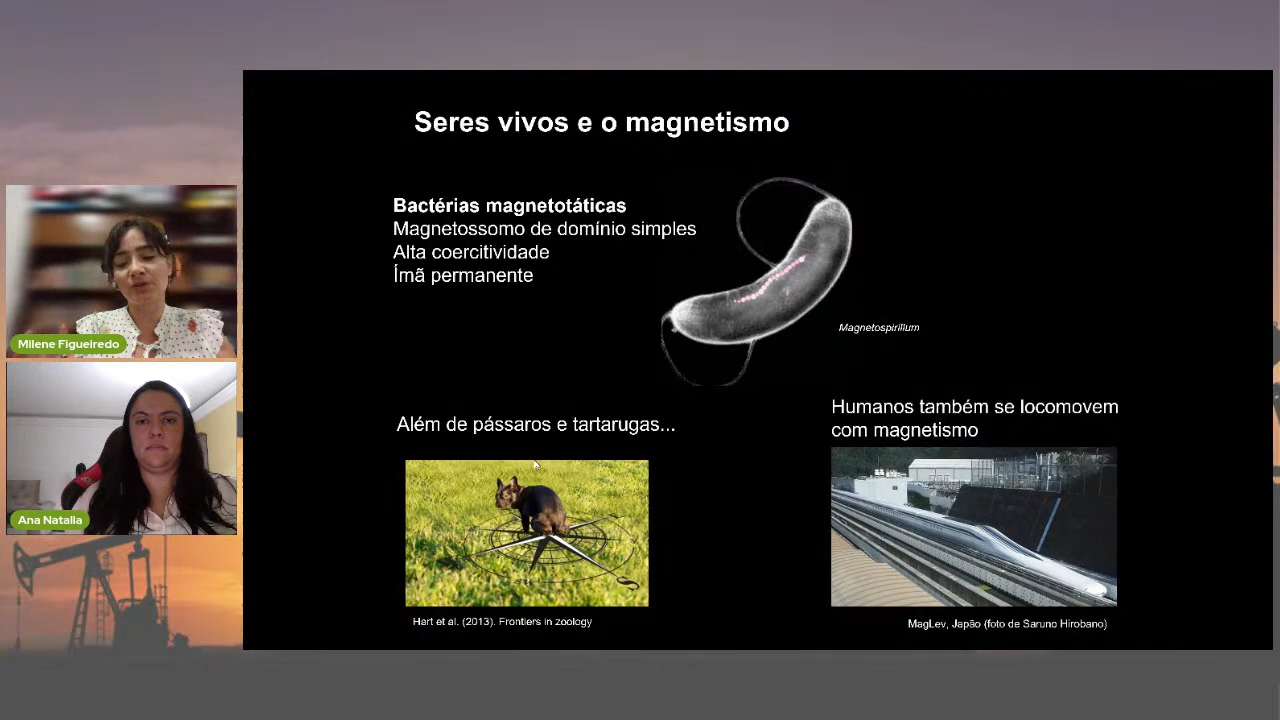 Seres vivos e o magnetismo
Bactérias magnetotáticas
Magnetossomo de domínio simples
Alta coercitividade
Ímã permanente
Magnetospirilium
Além de pássaros e tartarugas...
Humanos também se locomovem
com magnetismo
Hart et al. (2013). Frontiers in zoology
MagLev, Japão (foto de Saruno Hirobano)
Milene Figueiredo
Ana Natalia